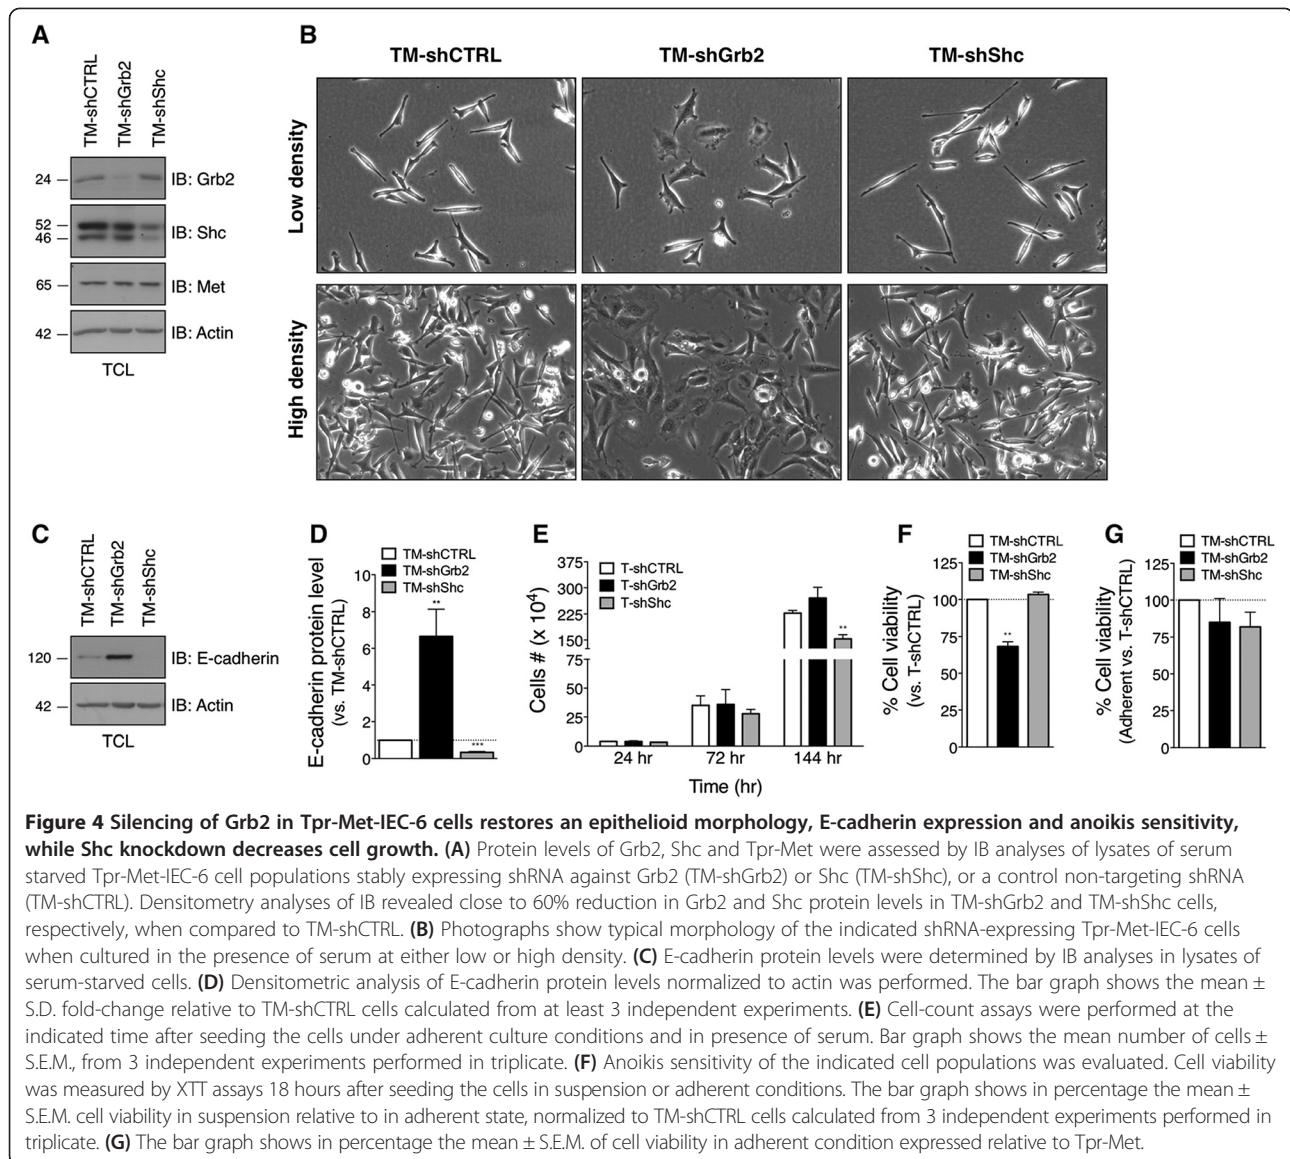 A
TM-shCTRL
TM-shGrb2
TM-shShc
24
IB: Grb2
52
46
IB: Shc
65
IB: Met
42
IB: Actin
TCL
B
TM-shCTRL
TM-shGrb2
TM-shShc
Low density
High density
C
TM-shCTRL
TM-shGrb2
TM-shShc
120
IB: E-cadherin
42
IB: Actin
TCL
D
TM-shCTRL
TM-shGrb2
TM-shShc
E-cadherin protein level
(vs. TM-shCTRL)
10
8
6
4
2
1
0
**
***
E
T-shCTRL
T-shGrb2
T-shShc
Cells # (x 10⁴)
375
300
225
150
75
50
25
0
**
24 hr
72 hr
144 hr
Time (hr)
F
TM-shCTRL
TM-shGrb2
TM-shShc
% Cell viability
(vs. T-shCTRL)
125
100
75
50
25
0
**
G
TM-shCTRL
TM-shGrb2
TM-shShc
% Cell viability
(Adherent vs. T-shCTRL)
125
100
75
50
25
0
Figure 4 Silencing of Grb2 in Tpr-Met-IEC-6 cells restores an epithelioid morphology, E-cadherin expression and anoikis sensitivity,
while Shc knockdown decreases cell growth. (A) Protein levels of Grb2, Shc and Tpr-Met were assessed by IB analyses of lysates of serum
starved Tpr-Met-IEC-6 cell populations stably expressing shRNA against Grb2 (TM-shGrb2) or Shc (TM-shShc), or a control non-targeting shRNA
(TM-shCTRL). Densitometry analyses of IB revealed close to 60% reduction in Grb2 and Shc protein levels in TM-shGrb2 and TM-shShc cells,
respectively, when compared to TM-shCTRL. (B) Photographs show typical morphology of the indicated shRNA-expressing Tpr-Met-IEC-6 cells
when cultured in the presence of serum at either low or high density. (C) E-cadherin protein levels were determined by IB analyses in lysates of
serum-starved cells. (D) Densitometric analysis of E-cadherin protein levels normalized to actin was performed. The bar graph shows the mean ±
S.D. fold-change relative to TM-shCTRL cells calculated from at least 3 independent experiments. (E) Cell-count assays were performed at the
indicated time after seeding the cells under adherent culture conditions and in presence of serum. Bar graph shows the mean number of cells ±
S.E.M., from 3 independent experiments performed in triplicate. (F) Anoikis sensitivity of the indicated cell populations was evaluated. Cell viability
was measured by XTT assays 18 hours after seeding the cells in suspension or adherent conditions. The bar graph shows in percentage the mean ±
S.E.M. cell viability in suspension relative to in adherent state, normalized to TM-shCTRL cells calculated from 3 independent experiments performed in
triplicate. (G) The bar graph shows in percentage the mean ± S.E.M. of cell viability in adherent condition expressed relative to Tpr-Met.